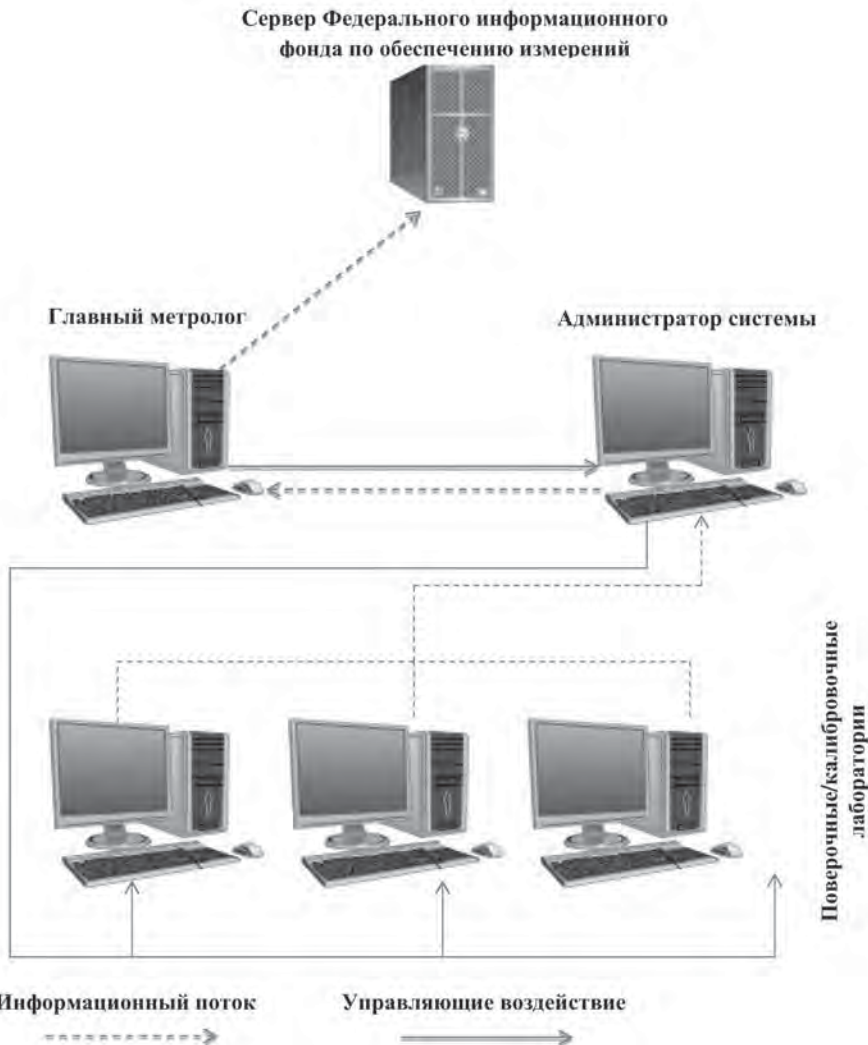 Сервер Федерального информационного
фонда по обеспечению измерений
Главный метролог
Администратор системы
Поверочные/калибровочные
лаборатории
Информационный поток
Управляющие воздействие